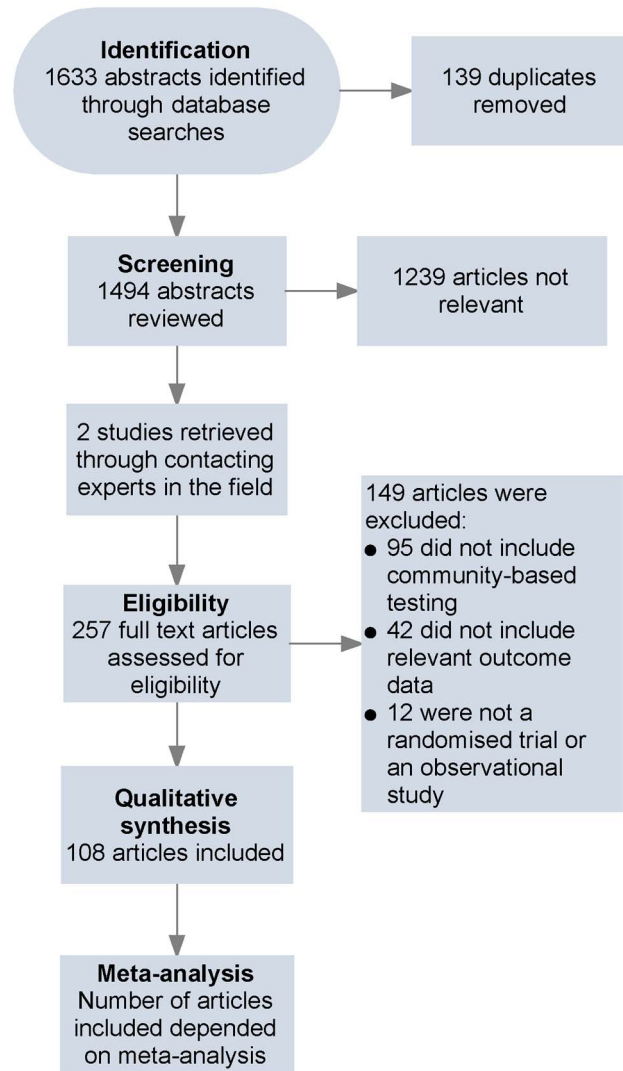 Identification
1633 abstracts identified
through database
searches
139 duplicates
removed
Screening
1494 abstracts
reviewed
1239 articles not
relevant
2 studies retrieved
through contacting
experts in the field
149 articles were
excluded:
● 95 did not include
community-based
testing
● 42 did not include
relevant outcome
data
● 12 were not a
randomised trial or
an observational
study
Eligibility
257 full text articles
assessed for
eligibility
Qualitative
synthesis
108 articles included
Meta-analysis
Number of articles
included depended
on meta-analysis